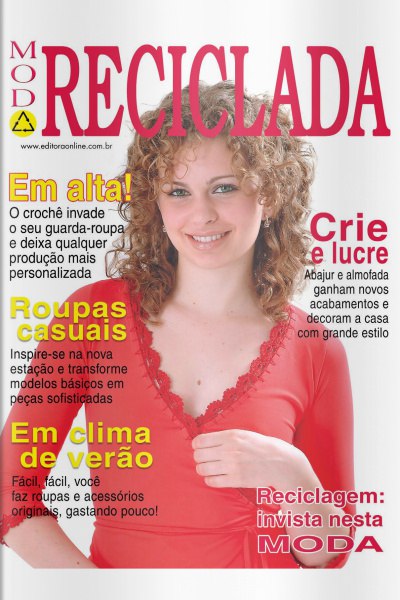 MODA
RECICLADA
www.editoraonline.com.br
Em alta!
O crochê invade
o seu guarda-roupa
e deixa qualquer
produção mais
personalizada
Crie
e lucre
Abajur e almofada
ganham novos
acabamentos e
decoram a casa
com grande estilo
Roupas
casuais
Inspire-se na nova
estação e transforme
modelos básicos em
peças sofisticadas
Em clima
de verão
Fácil, fácil, você
faz roupas e acessórios
originais, gastando pouco!
Reciclagem:
invista nesta
MODA